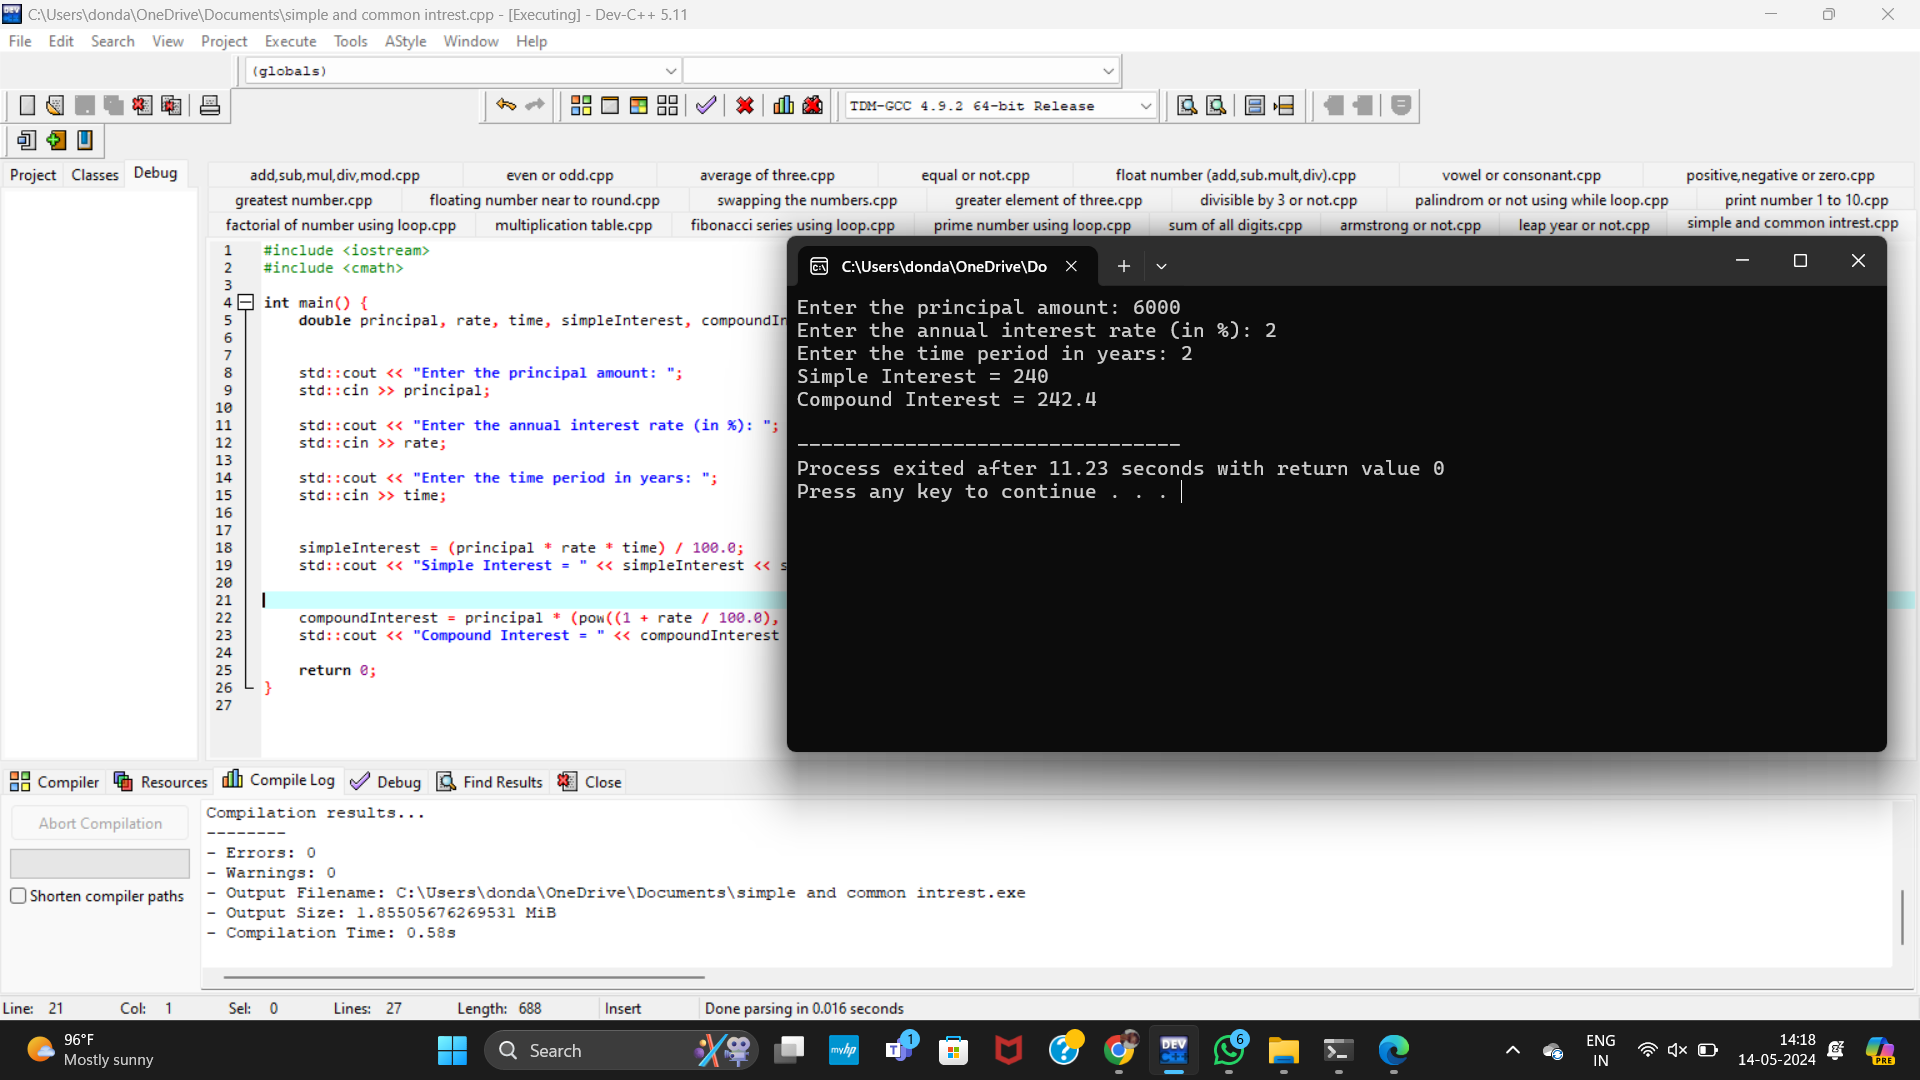 C:\Users\donda\OneDrive\Documents\simple and common intrest.cpp - [Executing] - Dev-C++ 5.11
File Edit Search View Project Execute Tools AStyle Window Help
(globals)
TDM-GCC 4.9.2 64-bit Release
Project Classes Debug
add,sub,mul,div,mod.cpp even or odd.cpp average of three.cpp equal or not.cpp float number (add,sub.mult,div).cpp vowel or consonant.cpp positive,negative or zero.cpp
greatest number.cpp floating number near to round.cpp swapping the numbers.cpp greater element of three.cpp divisible by 3 or not.cpp palindrom or not using while loop.cpp print number 1 to 10.cpp
factorial of number using loop.cpp multiplication table.cpp fibonacci series using loop.cpp prime number using loop.cpp sum of all digits.cpp armstrong or not.cpp leap year or not.cpp simple and common intrest.cpp
1 #include <iostream>
2 #include <cmath>
3
4 int main() {
5 double principal, rate, time, simpleInterest, compoundIn
6
7
8 std::cout << "Enter the principal amount: ";
9 std::cin >> principal;
10
11 std::cout << "Enter the annual interest rate (in %): ";
12 std::cin >> rate;
13
14 std::cout << "Enter the time period in years: ";
15 std::cin >> time;
16
17
18 simpleInterest = (principal * rate * time) / 100.0;
19 std::cout << "Simple Interest = " << simpleInterest << s
20
21
22 compoundInterest = principal * (pow((1 + rate / 100.0),
23 std::cout << "Compound Interest = " << compoundInterest
24
25 return 0;
26 }
27
C:\Users\donda\OneDrive\Do
Enter the principal amount: 6000
Enter the annual interest rate (in %): 2
Enter the time period in years: 2
Simple Interest = 240
Compound Interest = 242.4
--------------------------------
Process exited after 11.23 seconds with return value 0
Press any key to continue . . .
Compiler Resources Compile Log Debug Find Results Close
Abort Compilation
Shorten compiler paths
Compilation results...
--------
- Errors: 0
- Warnings: 0
- Output Filename: C:\Users\donda\OneDrive\Documents\simple and common intrest.exe
- Output Size: 1.85505676269531 MiB
- Compilation Time: 0.58s
Line: 21 Col: 1 Sel: 0 Lines: 27 Length: 688 Insert Done parsing in 0.016 seconds
96°F
Mostly sunny
Search
myhp
1
DEV
6
ENG
IN
14:18
14-05-2024
PRE